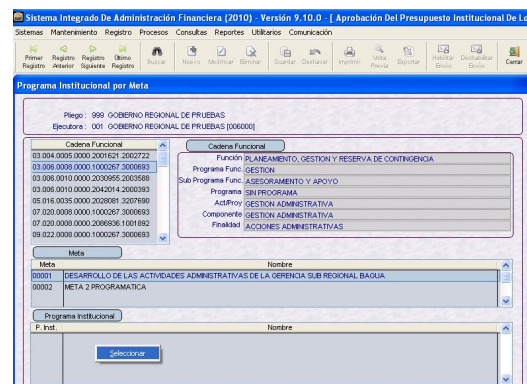 Sistema Integrado De Administración Financiera (2010) - Versión 9.10.0 - [ Aprobación Del Presupuesto Institucional De Lo
Sistemas Mantenimiento Registro Procesos Consultas Reportes Utilitarios Comunicación
Primer Registro Registro Anterior Registro Siguiente Último Registro Buscar Nuevo Modificar Eliminar Guardar Deshacer Imprimir Vista Previa Exportar Habilitar Envío Deshabilitar Envío Cerrar
Programa Institucional por Meta
Pliego : 999 GOBIERNO REGIONAL DE PRUEBAS
Ejecutora : 001 GOBIERNO REGIONAL DE PRUEBAS [006000]
Cadena Funcional
03.004.0005.0000.2001621.2002722
03.006.0008.0000.1000267.3000693
03.006.0010.0000.2030955.2003586
03.006.0010.0000.2042014.2000393
05.016.0035.0000.2028081.3207690
07.020.0008.0000.1000267.3000693
07.020.0008.0000.2086936.1001892
09.022.0008.0000.1000267.3000693
Cadena Funcional
Función PLANEAMIENTO, GESTION Y RESERVA DE CONTINGENCIA
Programa Func. GESTION
Sub Programa Func. ASESORAMIENTO Y APOYO
Programa SIN PROGRAMA
Act/Proy GESTION ADMINISTRATIVA
Componente GESTION ADMINISTRATIVA
Finalidad ACCIONES ADMINISTRATIVAS
Meta
Meta Nombre
00001 DESARROLLO DE LAS ACTIVIDADES ADMINISTRATIVAS DE LA GERENCIA SUB REGIONAL BAGUA
00002 META 2 PROGRAMATICA
Programa Institucional
P. Inst. Nombre
Seleccionar